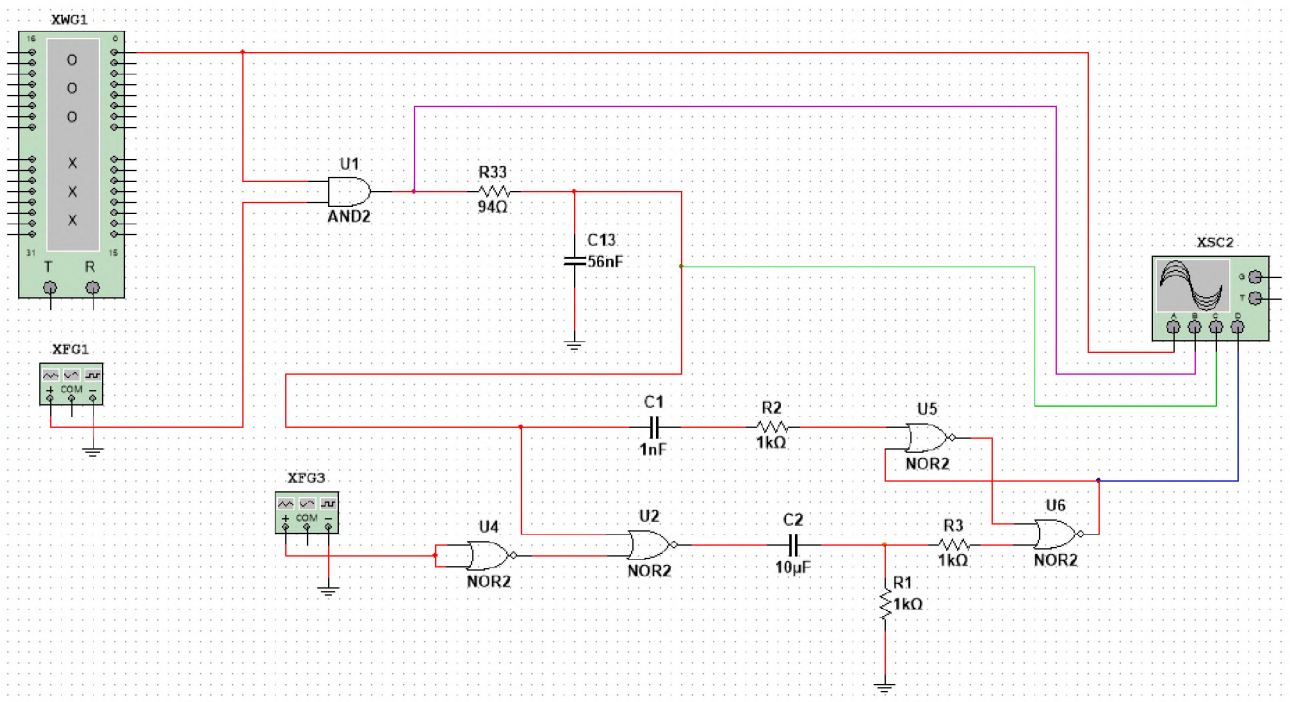 XWG1
16 0
O
O
O
X
X
X
31 15
T R
U1
AND2
R33
94Ω
C13
56nF
XSC2
G
T
A B C D
XFG1
+ COM −
C1
1nF
R2
1kΩ
U5
NOR2
XFG3
+ COM −
U4
NOR2
U2
NOR2
C2
10µF
R3
1kΩ
U6
NOR2
R1
1kΩ